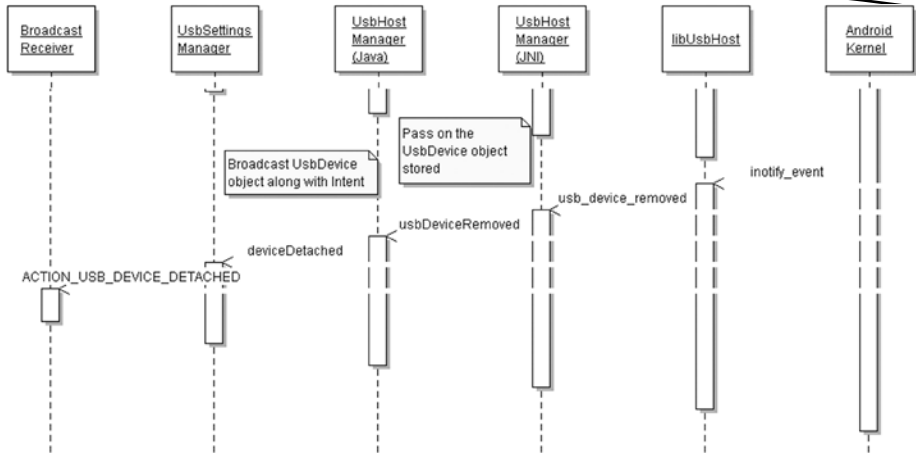 Broadcast
Receiver
UsbSettings
Manager
UsbHost
Manager
(Java)
UsbHost
Manager
(JNI)
libUsbHost
Android
Kernel
Pass on the
UsbDevice object
stored
Broadcast UsbDevice
object along with Intent
inotify_event
usb_device_removed
usbDeviceRemoved
deviceDetached
ACTION_USB_DEVICE_DETACHED